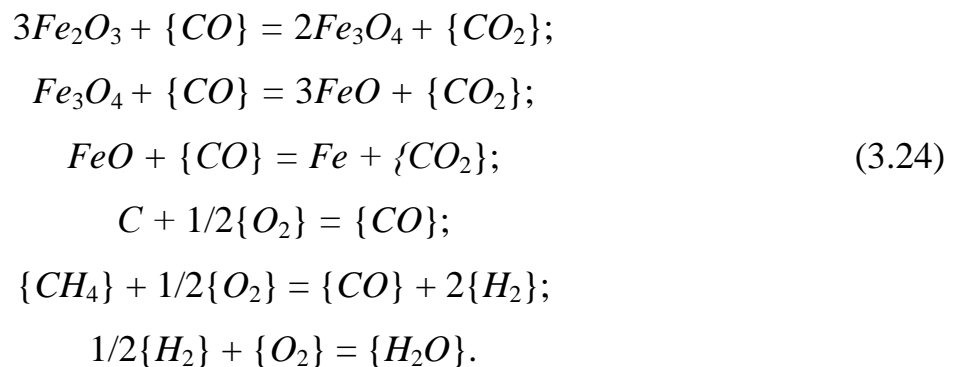 3Fe₂O₃ + {CO} = 2Fe₃O₄ + {CO₂};
Fe₃O₄ + {CO} = 3FeO + {CO₂};
FeO + {CO} = Fe + {CO₂}; (3.24)
C + 1/2{O₂} = {CO};
{CH₄} + 1/2{O₂} = {CO} + 2{H₂};
1/2{H₂} + {O₂} = {H₂O}.